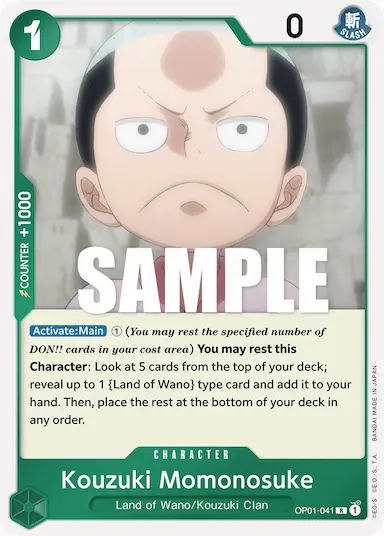 1
0
斬
SLASH
COUNTER +1000
SAMPLE
Activate:Main ① (You may rest the specified number of
DON!! cards in your cost area) You may rest this
Character: Look at 5 cards from the top of your deck;
reveal up to 1 {Land of Wano} type card and add it to your
hand. Then, place the rest at the bottom of your deck in
any order.
CHARACTER
Kouzuki Momonosuke
Land of Wano/Kouzuki Clan
OP01-041 R 1
©E.O/S ©E.O./S.,T.A. BANDAI MADE IN JAPAN